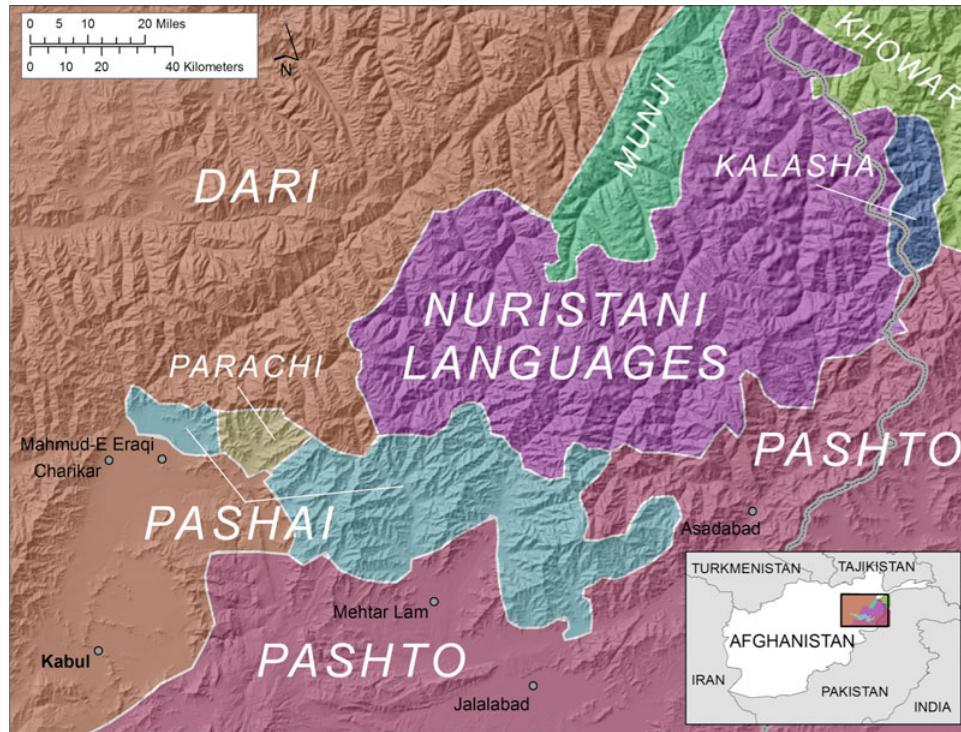 0 5 10 20 Miles
0 10 20 40 Kilometers
N
KHOWAR
MUNJI
KALASHA
DARI
NURISTANI
LANGUAGES
PARACHI
Mahmud-E Eraqi
Charikar
PASHTO
PASHAI
Asadabad
Mehtar Lam
Kabul
PASHTO
Jalalabad
TURKMENISTAN
TAJIKISTAN
AFGHANISTAN
IRAN
PAKISTAN
INDIA